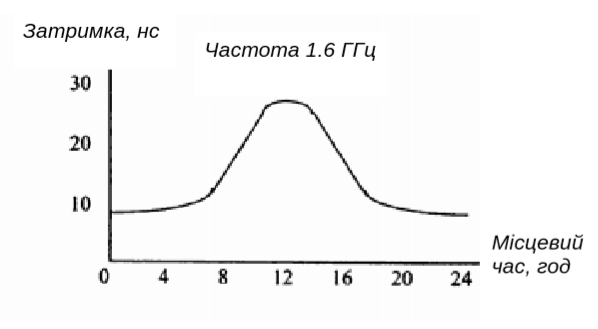 Затримка, нс
Частота 1.6 ГГц
30
20
10
0 4 8 12 16 20 24
Місцевий
час, год